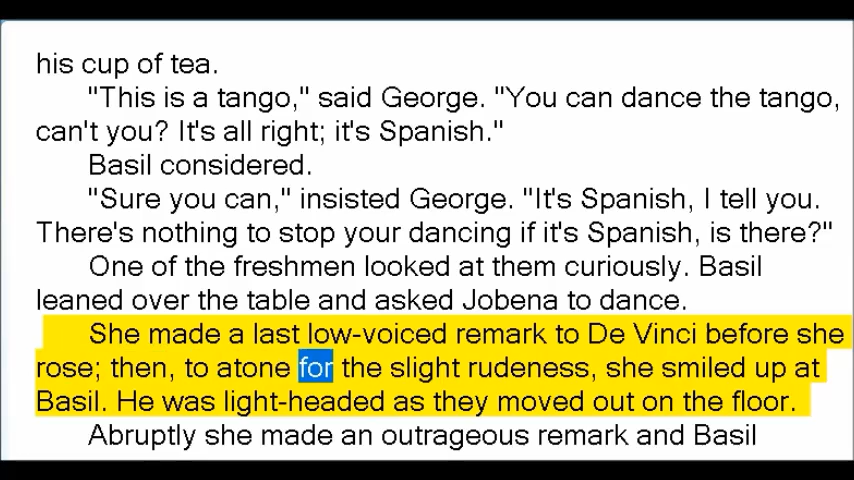 his cup of tea.
"This is a tango," said George. "You can dance the tango,
can't you? It's all right; it's Spanish."
Basil considered.
"Sure you can," insisted George. "It's Spanish, I tell you.
There's nothing to stop your dancing if it's Spanish, is there?"
One of the freshmen looked at them curiously. Basil
leaned over the table and asked Jobena to dance.
She made a last low-voiced remark to De Vinci before she
rose; then, to atone for the slight rudeness, she smiled up at
Basil. He was light-headed as they moved out on the floor.
Abruptly she made an outrageous remark and Basil